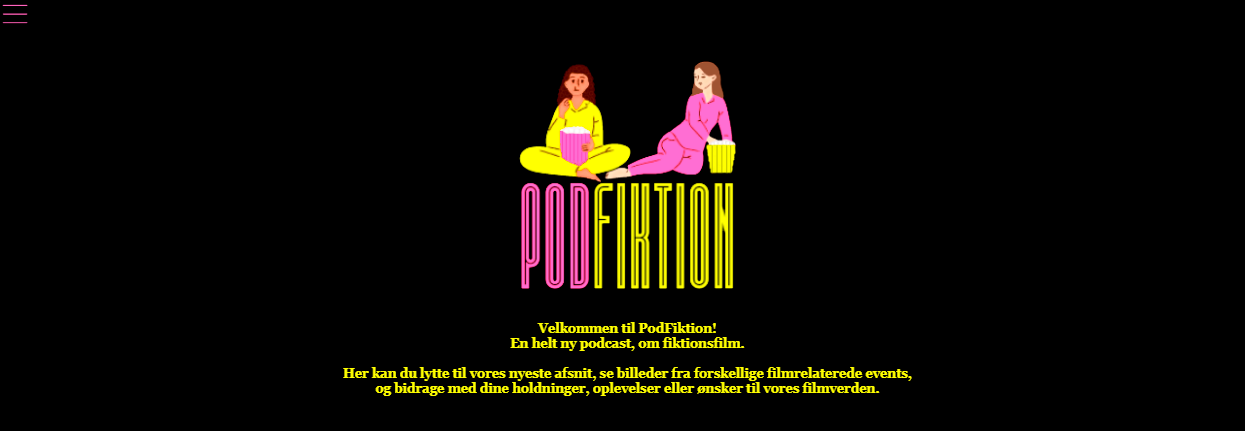 PODFIKTION
Velkommen til PodFiktion!
En helt ny podcast, om fiktionsfilm.
Her kan du lytte til vores nyeste afsnit, se billeder fra forskellige filmrelaterede events,
og bidrage med dine holdninger, oplevelser eller ønsker til vores filmverden.